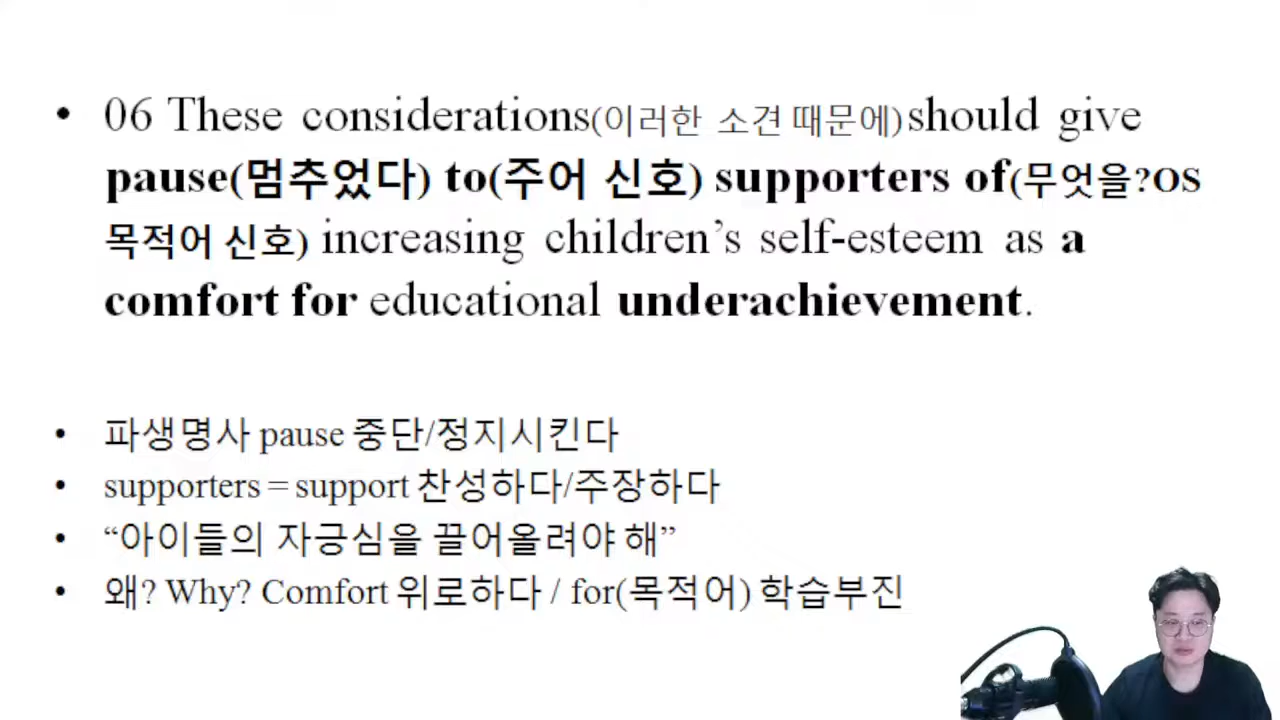 • 06 These considerations(이러한 소견 때문에)should give
pause(멈추었다) to(주어 신호) supporters of(무엇을?OS
목적어 신호) increasing children’s self-esteem as a
comfort for educational underachievement.
• 파생명사 pause 중단/정지시킨다
• supporters = support 찬성하다/주장하다
• “아이들의 자긍심을 끌어올려야 해”
• 왜? Why? Comfort 위로하다 / for(목적어) 학습부진